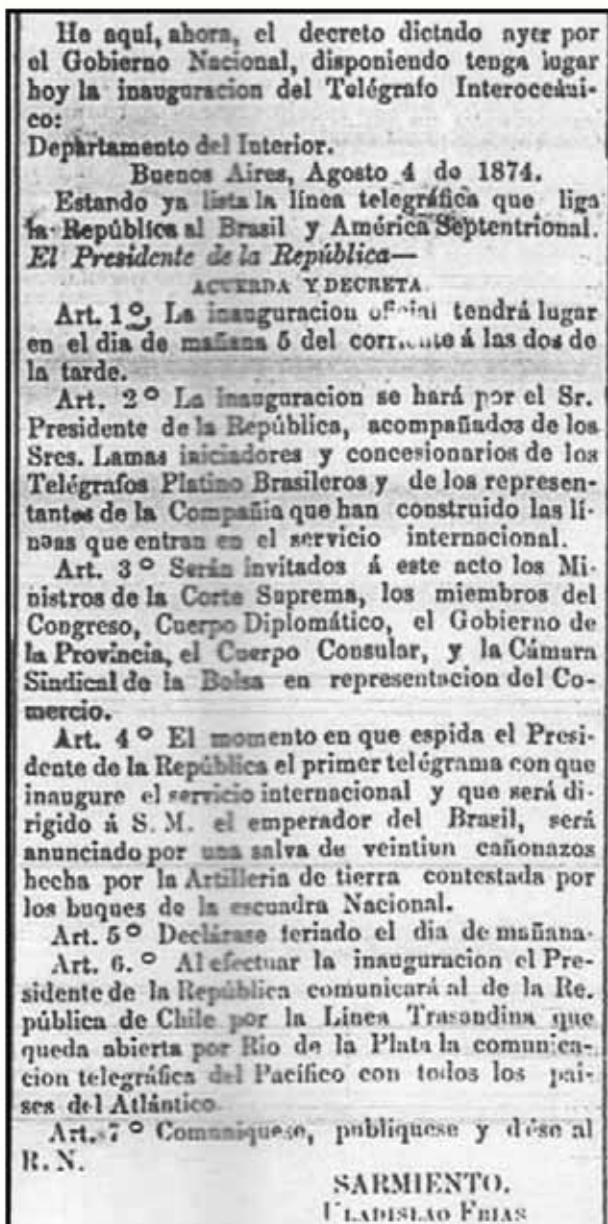 He aquí, ahora, el decreto dictado ayer por
el Gobierno Nacional, disponiendo tenga lugar
hoy la inauguracion del Telégrafo Interoceáni-
co:
Departamento del Interior.
Buenos Aires, Agosto 4 de 1874.
Estando ya lista la línea telegráfica que liga
la República al Brasil y América Septentrional.
El Presidente de la República—
ACUERDA Y DECRETA.
Art. 1º La inauguracion oficial tendrá lugar
en el dia de mañana 5 del corriente á las dos de
la tarde.
Art. 2º La inauguracion se hará por el Sr.
Presidente de la República, acompañados de los
Sres. Lamas iniciadores y concesionarios de los
Telégrafos Platino Brasileros y de los represen-
tantes de la Compañia que han construido las lí-
neas que entran en el servicio internacional.
Art. 3º Serán invitados á este acto los Mi-
nistros de la Corte Suprema, los miembros del
Congreso, Cuerpo Diplomático, el Gobierno de
la Provincia, el Cuerpo Consular, y la Cámara
Sindical de la Bolsa en representacion del Co-
mercio.
Art. 4º El momento en que espida el Presi-
dente de la República el primer telégrama con que
inaugure el servicio internacional y que será di-
rigido á S. M. el emperador del Brasil, será
anunciado por una salva de veintiun cañonazos
hecha por la Artilleria de tierra contestada por
los buques de la escuadra Nacional.
Art. 5º Declárase feriado el dia de mañana.
Art. 6.º Al efectuar la inauguracion el Pre-
sidente de la República comunicará al de la Re.
pública de Chile por la Linea Trasandina que
queda abierta por Rio de la Plata la comunica-
cion telegráfica del Pacífico con todos los pai-
ses del Atlántico.
Art. 7º Comuniquese, publiquese y dése al
R. N.
SARMIENTO.
ULADISLAO FRIAS